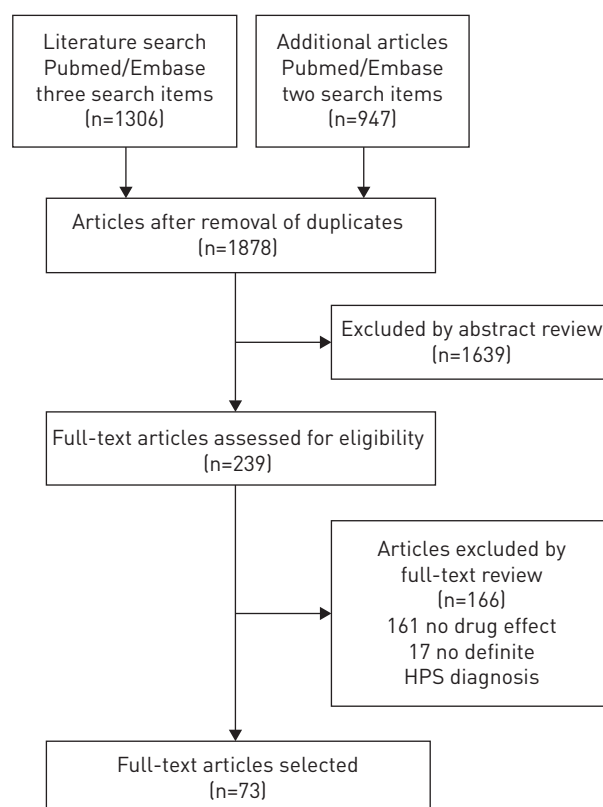 Literature search
Pubmed/Embase
three search items
(n=1306)
Additional articles
Pubmed/Embase
two search items
(n=947)
Articles after removal of duplicates
(n=1878)
Excluded by abstract review
(n=1639)
Full-text articles assessed for eligibility
(n=239)
Articles excluded by
full-text review
(n=166)
161 no drug effect
17 no definite
HPS diagnosis
Full-text articles selected
(n=73)